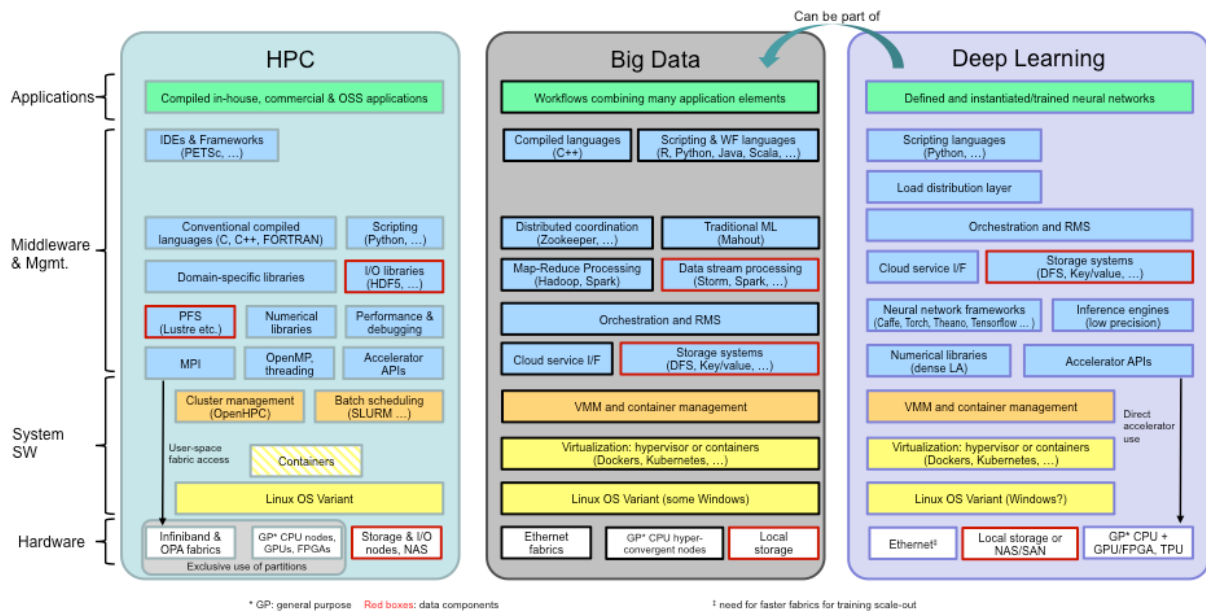 Can be part of
HPC
Big Data
Deep Learning
Applications
Compiled in-house, commercial & OSS applications
Workflows combining many application elements
Defined and instantiated/trained neural networks
Middleware
& Mgmt.
IDEs & Frameworks
(PETSc, …)
Conventional compiled
languages (C, C++, FORTRAN)
Scripting
(Python, …)
Domain-specific libraries
I/O libraries
(HDF5, …)
PFS
(Lustre etc.)
Numerical
libraries
Performance &
debugging
MPI
OpenMP,
threading
Accelerator
APIs
Compiled languages
(C++)
Scripting & WF languages
(R, Python, Java, Scala, …)
Distributed coordination
(Zookeeper, …)
Traditional ML
(Mahout)
Map-Reduce Processing
(Hadoop, Spark)
Data stream processing
(Storm, Spark, …)
Orchestration and RMS
Cloud service I/F
Storage systems
(DFS, Key/value, …)
Scripting languages
(Python, …)
Load distribution layer
Orchestration and RMS
Cloud service I/F
Storage systems
(DFS, Key/value, …)
Neural network frameworks
(Caffe, Torch, Theano, Tensorflow … )
Inference engines
(low precision)
Numerical libraries
(dense LA)
Accelerator APIs
System
SW
Cluster management
(OpenHPC)
Batch scheduling
(SLURM …)
User-space
fabric access
Containers
Linux OS Variant
VMM and container management
Virtualization: hypervisor or containers
(Dockers, Kubernetes, …)
Linux OS Variant (some Windows)
VMM and container management
Direct
accelerator
use
Virtualization: hypervisor or containers
(Dockers, Kubernetes, …)
Linux OS Variant (Windows?)
Hardware
Infiniband &
OPA fabrics
GP* CPU nodes,
GPUs, FPGAs
Storage & I/O
nodes, NAS
Exclusive use of partitions
Ethernet
fabrics
GP* CPU hyper-
convergent nodes
Local
storage
Ethernet‡
Local storage or
NAS/SAN
GP* CPU +
GPU/FPGA, TPU
* GP: general purpose Red boxes: data components
‡ need for faster fabrics for training scale-out